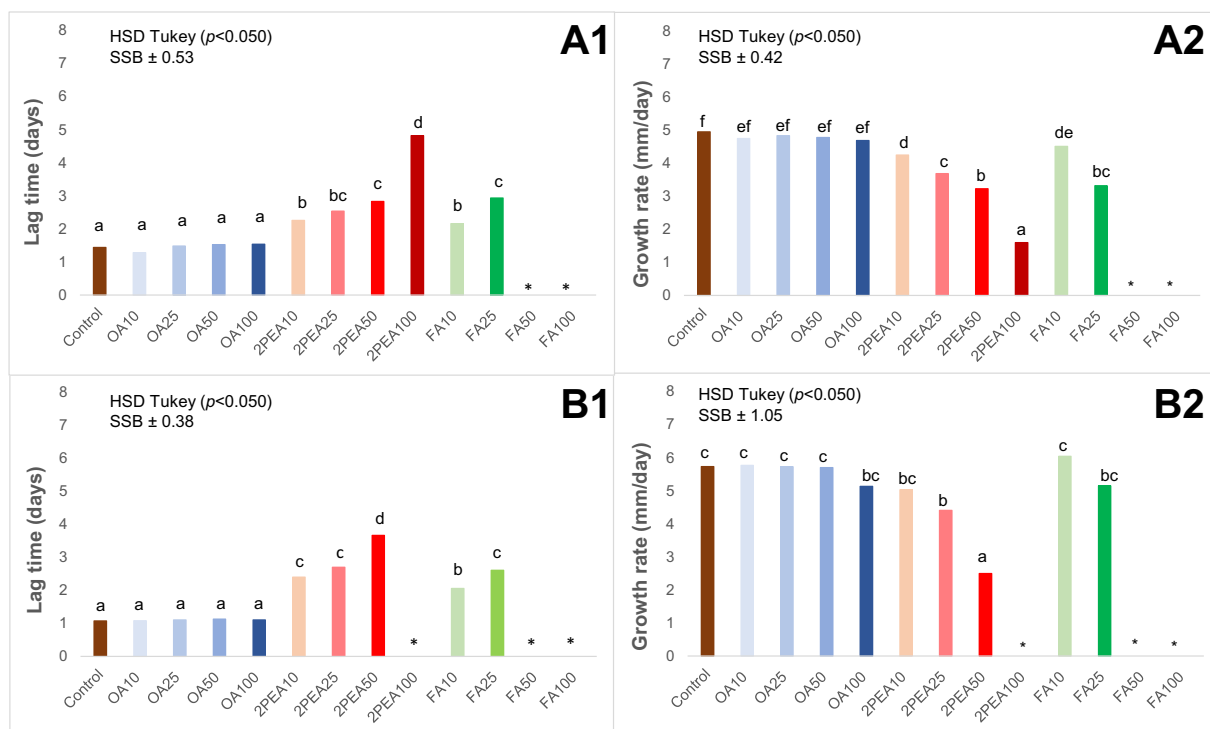 A1
HSD Tukey (p<0.050)
SSB ± 0.53
Lag time (days)
8
7
6
5
4
3
2
1
0
a a a a a b bc c d b c * *
Control OA10 OA25 OA50 OA100 2PEA10 2PEA25 2PEA50 2PEA100 FA10 FA25 FA50 FA100
A2
HSD Tukey (p<0.050)
SSB ± 0.42
Growth rate (mm/day)
8
7
6
5
4
3
2
1
0
f ef ef ef ef d c b a de bc * *
Control OA10 OA25 OA50 OA100 2PEA10 2PEA25 2PEA50 2PEA100 FA10 FA25 FA50 FA100
B1
HSD Tukey (p<0.050)
SSB ± 0.38
Lag time (days)
8
7
6
5
4
3
2
1
0
a a a a a c c d * b c * *
Control OA10 OA25 OA50 OA100 2PEA10 2PEA25 2PEA50 2PEA100 FA10 FA25 FA50 FA100
B2
HSD Tukey (p<0.050)
SSB ± 1.05
Growth rate (mm/day)
8
7
6
5
4
3
2
1
0
c c c c bc bc b a * c bc * *
Control OA10 OA25 OA50 OA100 2PEA10 2PEA25 2PEA50 2PEA100 FA10 FA25 FA50 FA100